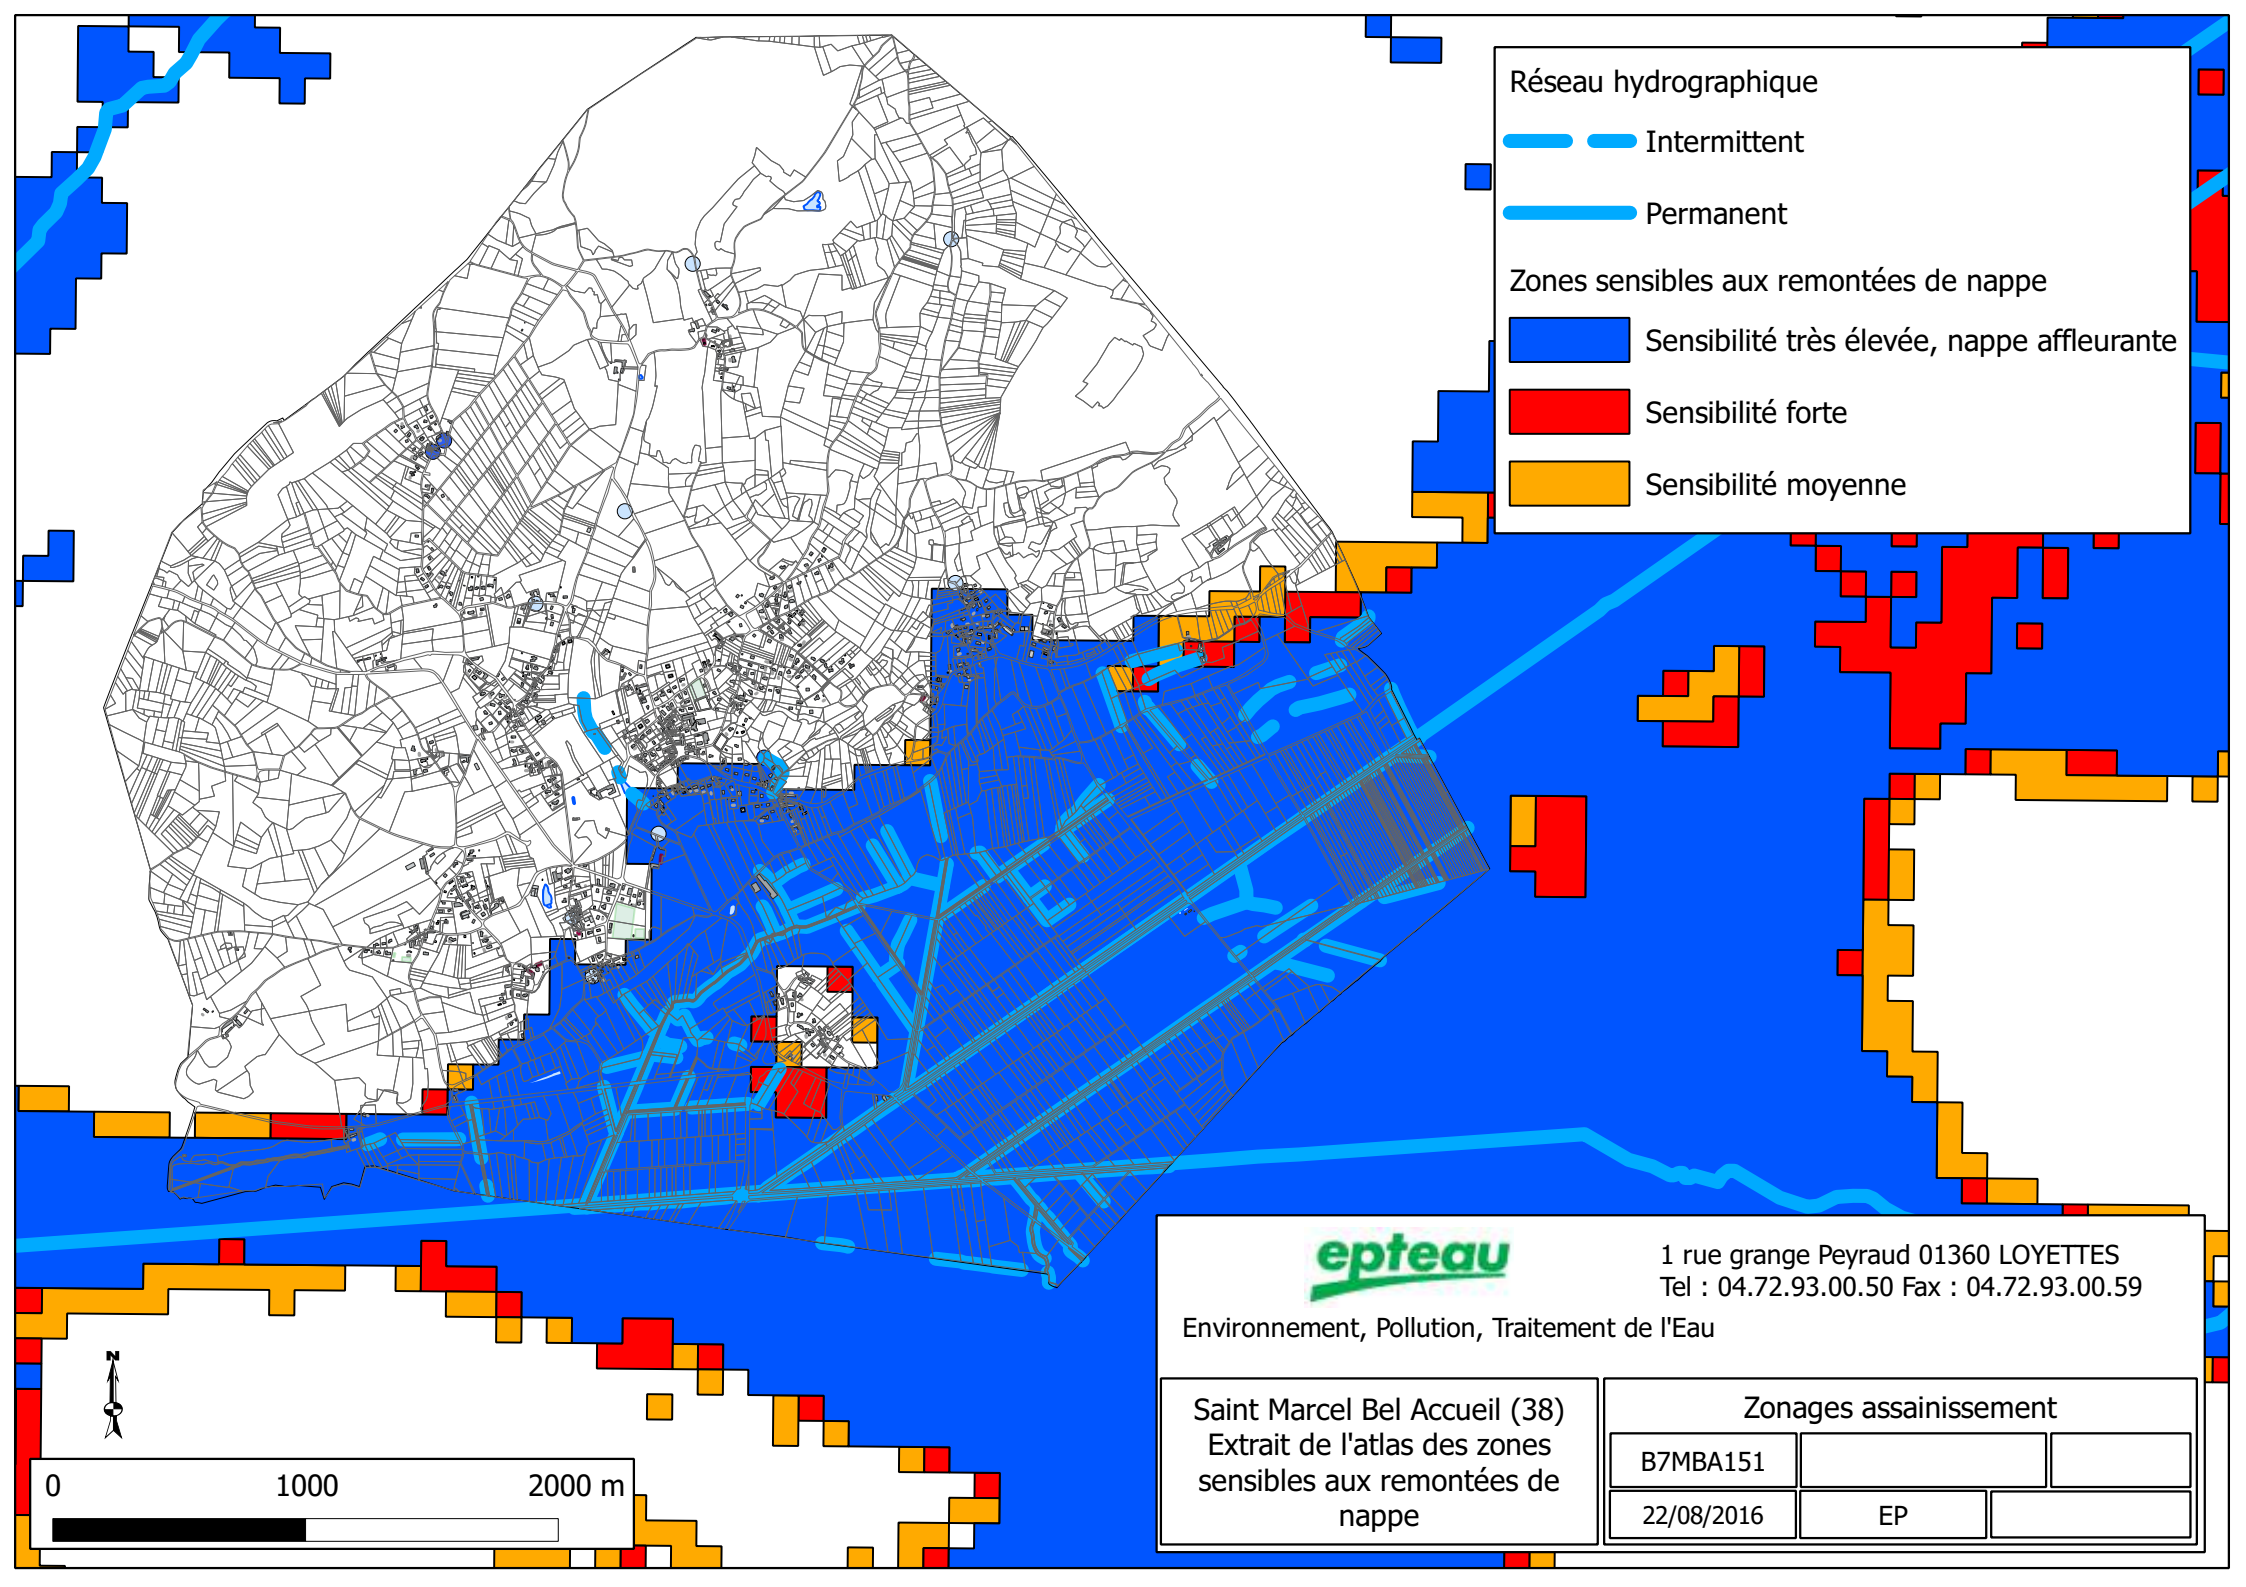 Réseau hydrographique
Intermittent
Permanent
Zones sensibles aux remontées de nappe
Sensibilité très élevée, nappe affleurante
Sensibilité forte
Sensibilité moyenne
epteau
1 rue grange Peyraud 01360 LOYETTES
Tel : 04.72.93.00.50 Fax : 04.72.93.00.59
Environnement, Pollution, Traitement de l'Eau
Saint Marcel Bel Accueil (38)
Extrait de l'atlas des zones
sensibles aux remontées de
nappe
Zonages assainissement
B7MBA151
22/08/2016
EP
N
0 1000 2000 m